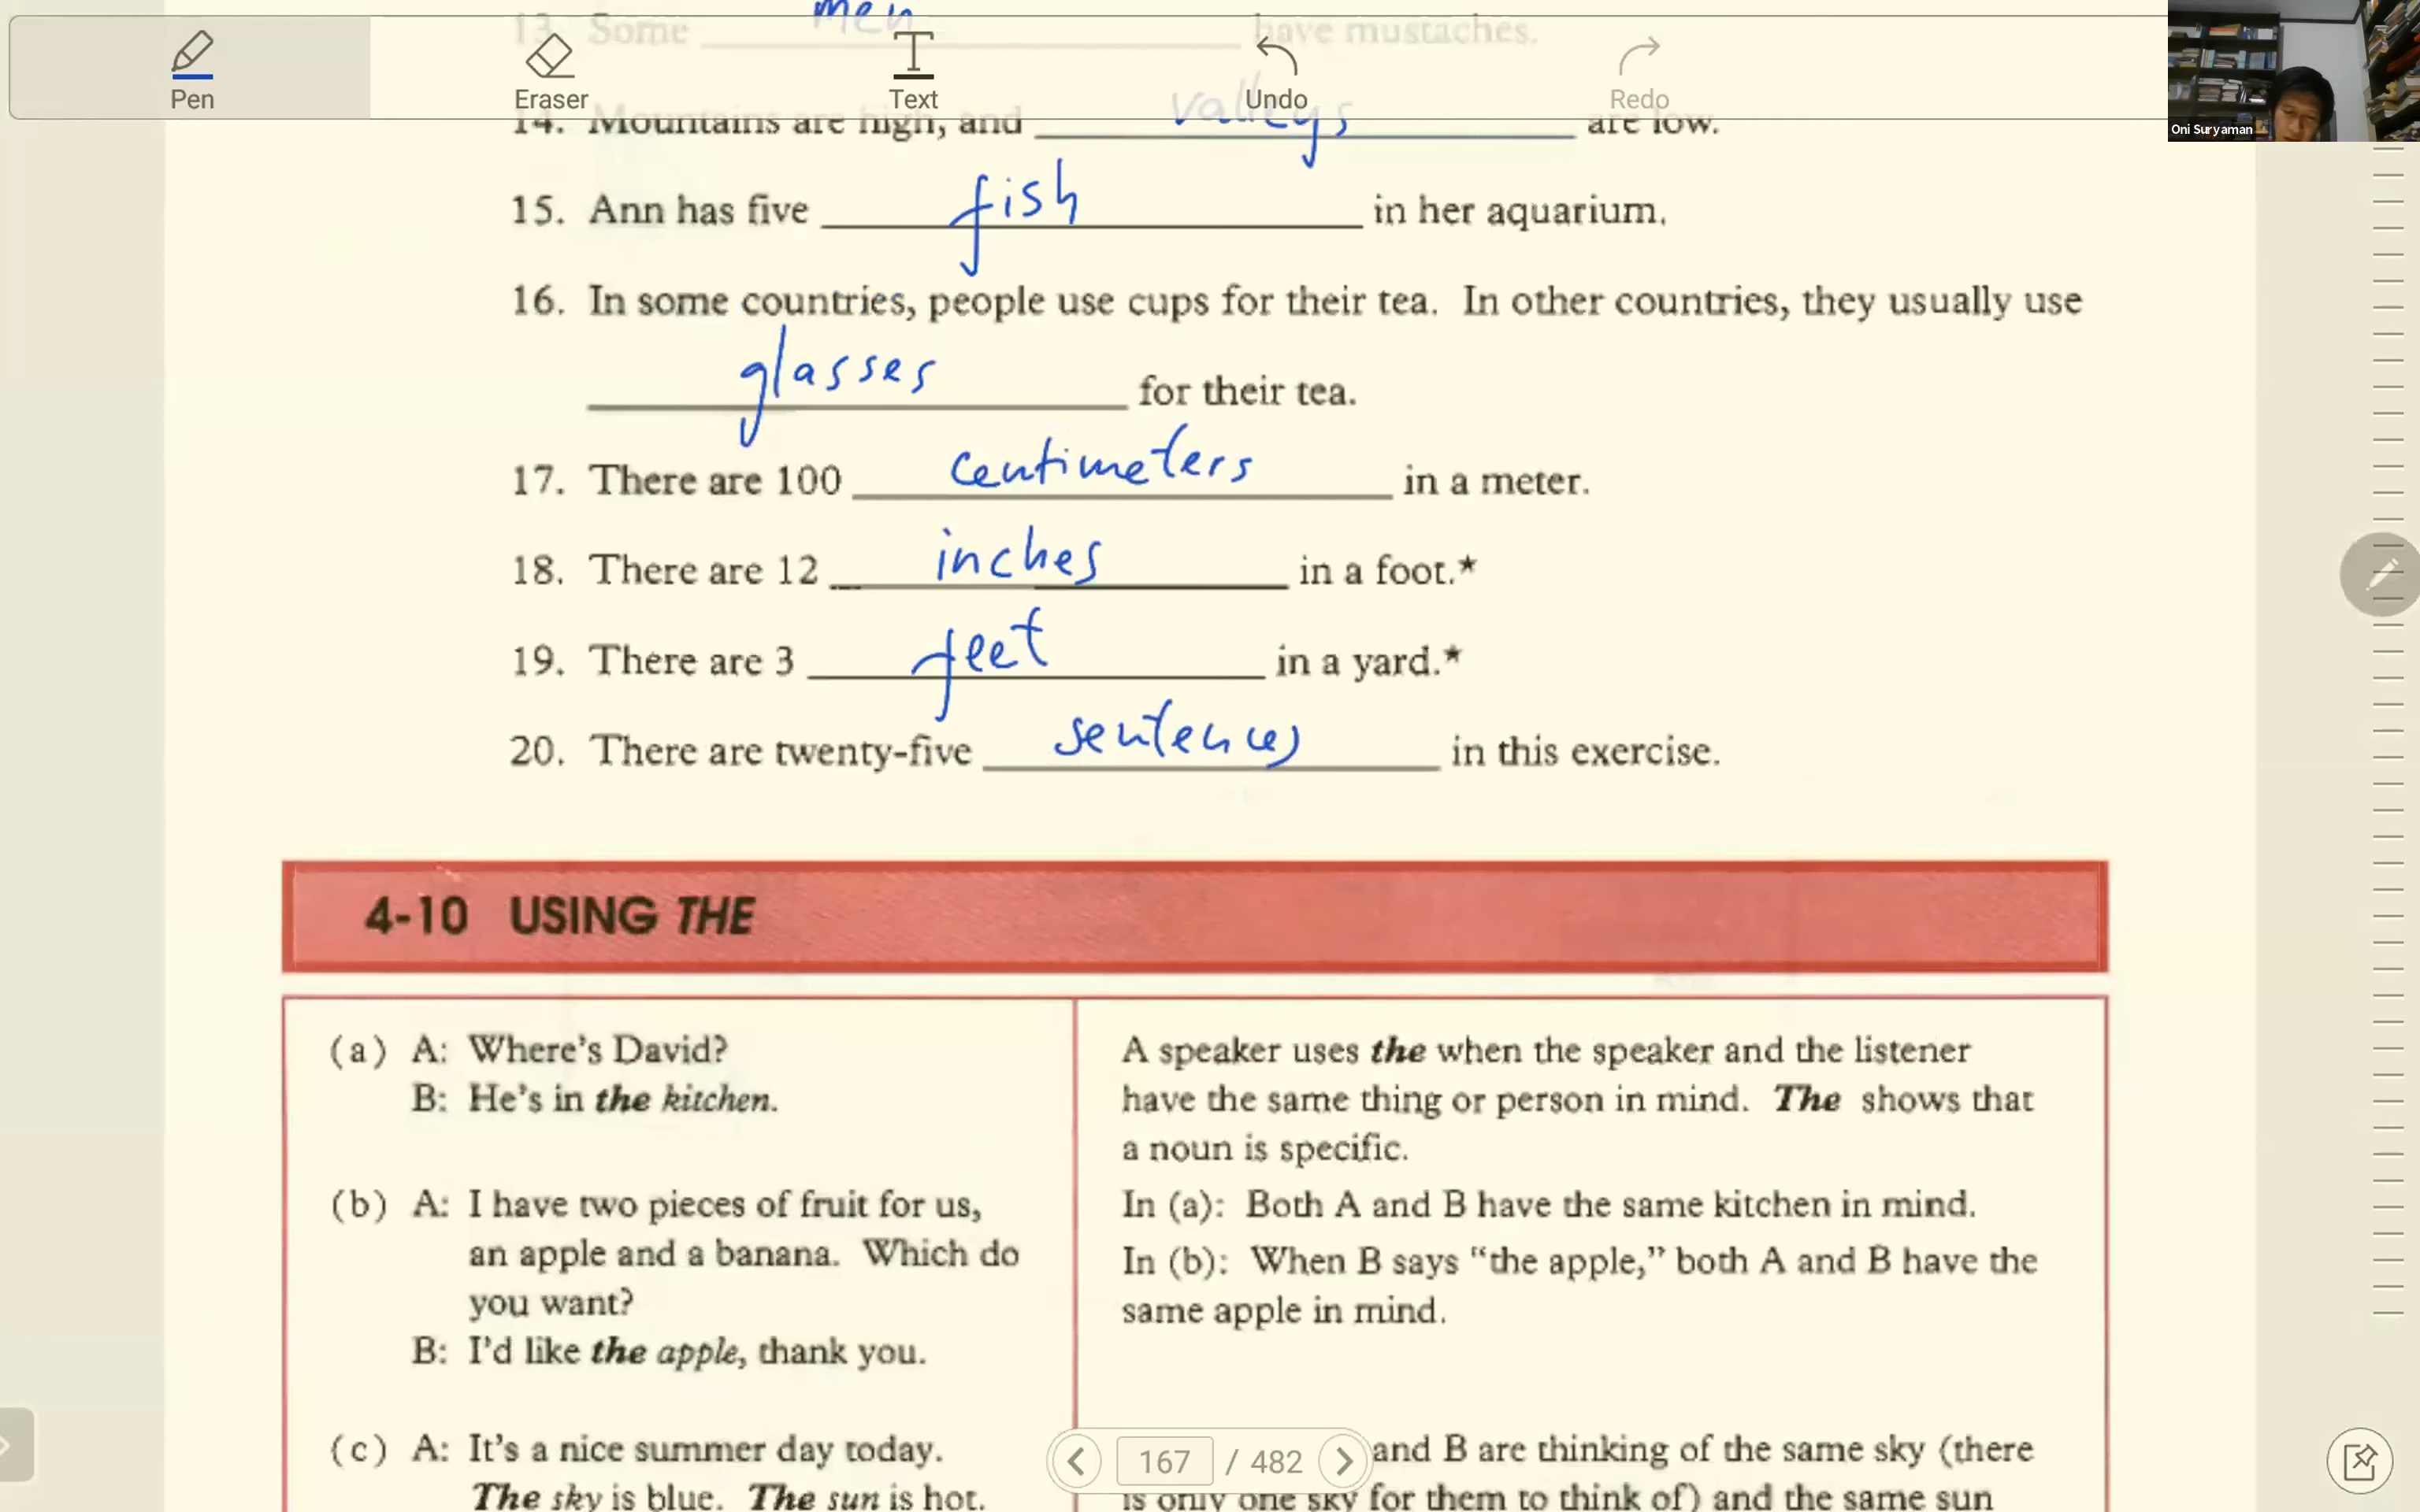 men
13. Some have mustaches.
Pen Eraser Text Undo Redo
Oni Suryaman
valleys
14. Mountains are high, and are low.
fish
15. Ann has five in her aquarium.
16. In some countries, people use cups for their tea. In other countries, they usually use
glasses
for their tea.
centimeters
17. There are 100 in a meter.
inches
18. There are 12 in a foot.*
feet
19. There are 3 in a yard.*
sentences
20. There are twenty-five in this exercise.
4-10 USING THE
(a) A: Where's David?
B: He's in the kitchen.
(b) A: I have two pieces of fruit for us,
an apple and a banana. Which do
you want?
B: I'd like the apple, thank you.
(c) A: It's a nice summer day today.
The sky is blue. The sun is hot.
A speaker uses the when the speaker and the listener
have the same thing or person in mind. The shows that
a noun is specific.
In (a): Both A and B have the same kitchen in mind.
In (b): When B says “the apple,” both A and B have the
same apple in mind.
and B are thinking of the same sky (there
is only one sky for them to think of) and the same sun
167 / 482